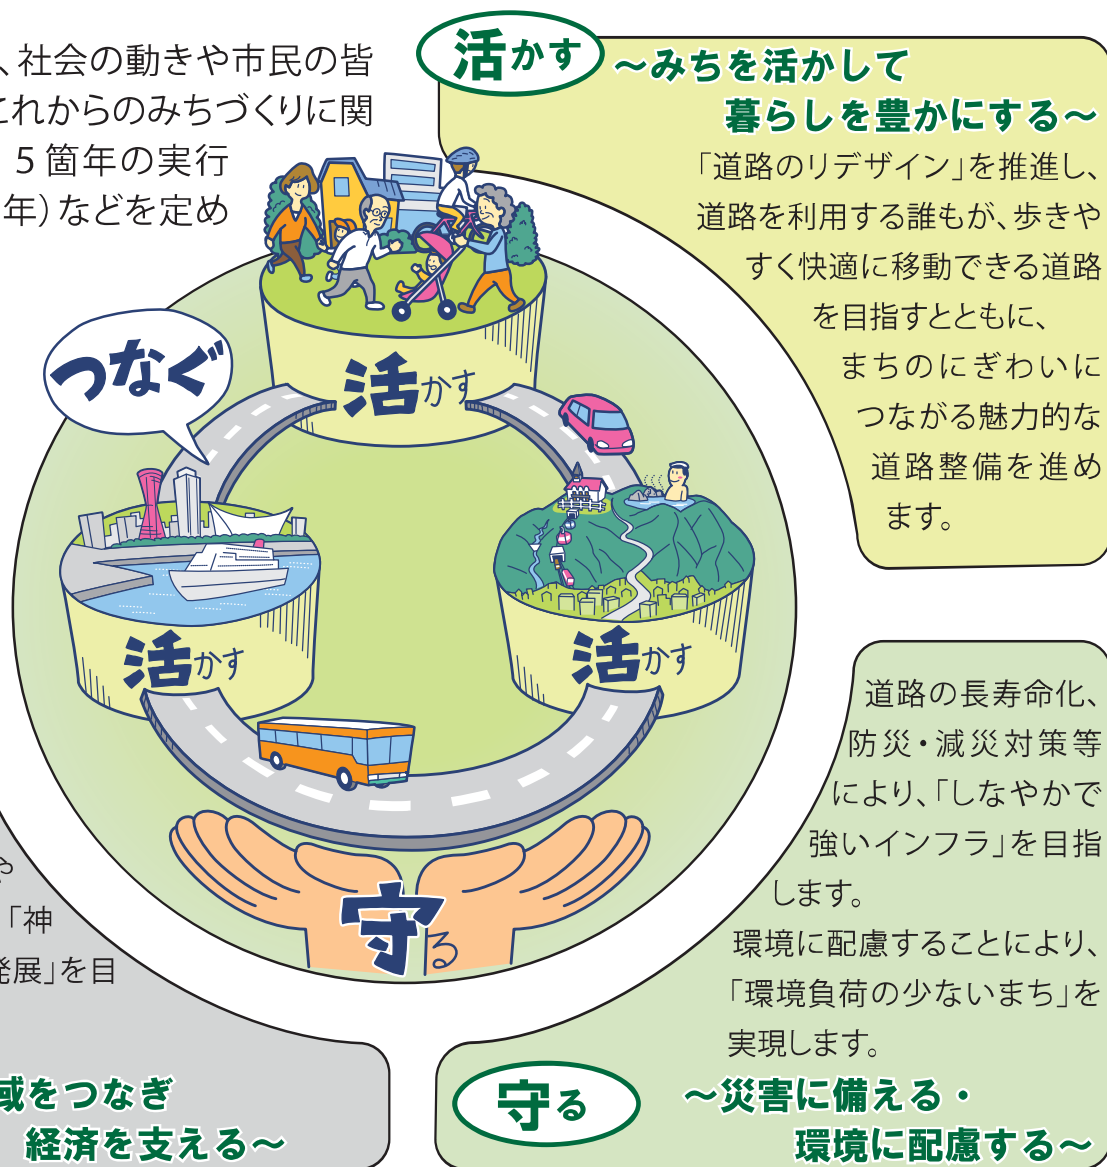 、社会の動きや市民の皆
これからのみちづくりに関
5箇年の実行
年)などを定め
活かす
～みちを活かして
暮らしを豊かにする～
「道路のリデザイン」を推進し、
道路を利用する誰もが、歩きや
すく快適に移動できる道路
を目指すとともに、
まちのにぎわいに
つながる魅力的な
道路整備を進め
ます。
つなぐ
活かす
活かす
活かす
守る
道路の長寿命化、
防災・減災対策等
により、「しなやかで
強いインフラ」を目指
します。
環境に配慮することにより、
「環境負荷の少ないまち」を
実現します。
守る
～災害に備える・
環境に配慮する～
や
「神
発展」を目
域をつなぎ
経済を支える～